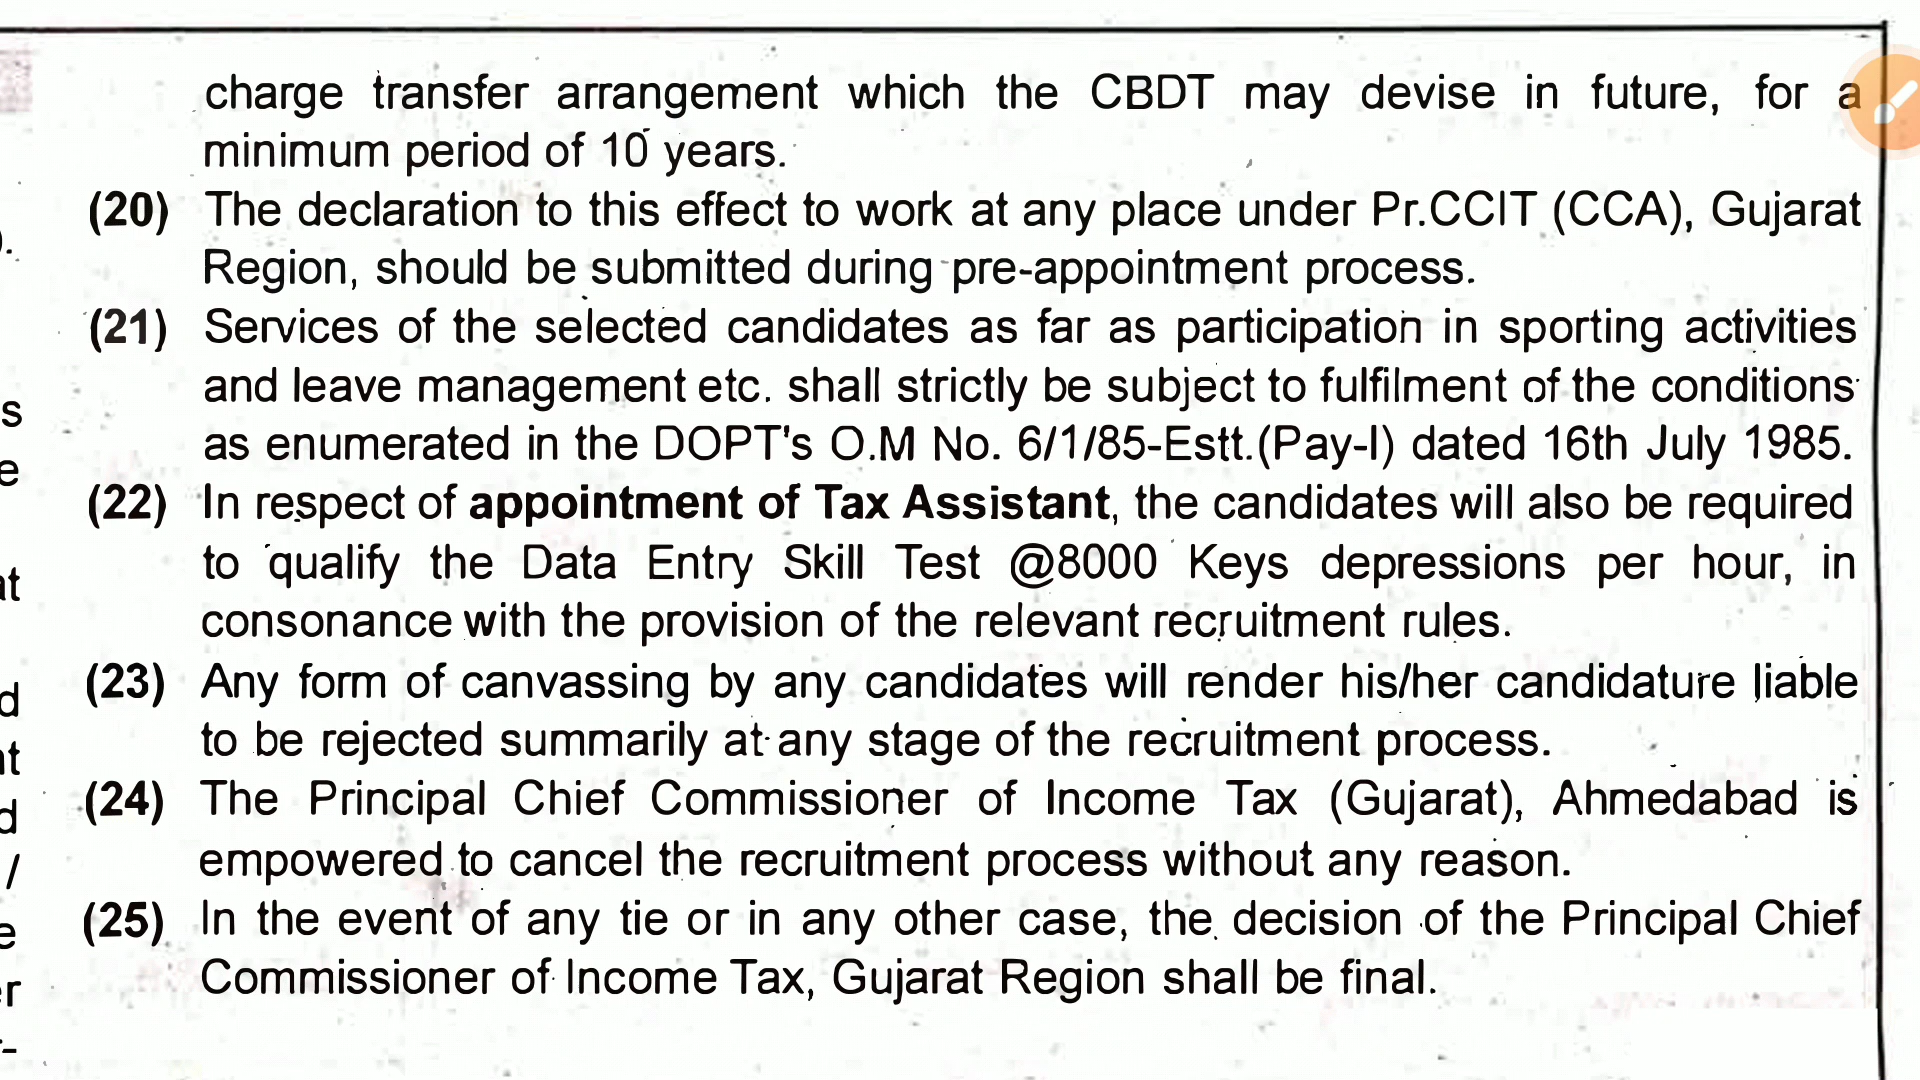 charge transfer arrangement which the CBDT may devise in future, for a
minimum period of 10 years.
(20) The declaration to this effect to work at any place under Pr.CCIT (CCA), Gujarat
Region, should be submitted during pre-appointment process.
(21) Services of the selected candidates as far as participation in sporting activities
and leave management etc. shall strictly be subject to fulfilment of the conditions
as enumerated in the DOPT's O.M No. 6/1/85-Estt.(Pay-I) dated 16th July 1985.
(22) In respect of appointment of Tax Assistant, the candidates will also be required
to qualify the Data Entry Skill Test @8000 Keys depressions per hour, in
consonance with the provision of the relevant recruitment rules.
(23) Any form of canvassing by any candidates will render his/her candidature liable
to be rejected summarily at any stage of the recruitment process.
(24) The Principal Chief Commissioner of Income Tax (Gujarat), Ahmedabad is
empowered to cancel the recruitment process without any reason.
(25) In the event of any tie or in any other case, the decision of the Principal Chief
Commissioner of Income Tax, Gujarat Region shall be final.